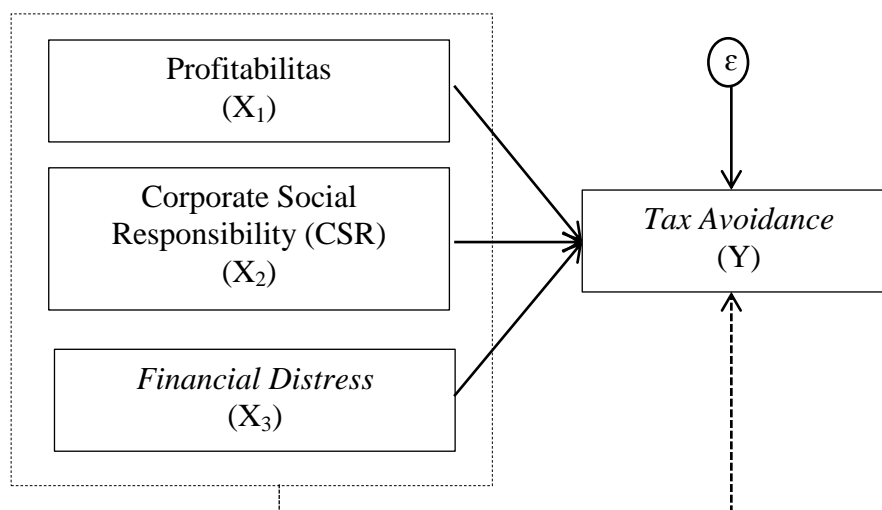 Profitabilitas
(X₁)
Corporate Social
Responsibility (CSR)
(X₂)
Financial Distress
(X₃)
ε
Tax Avoidance
(Y)